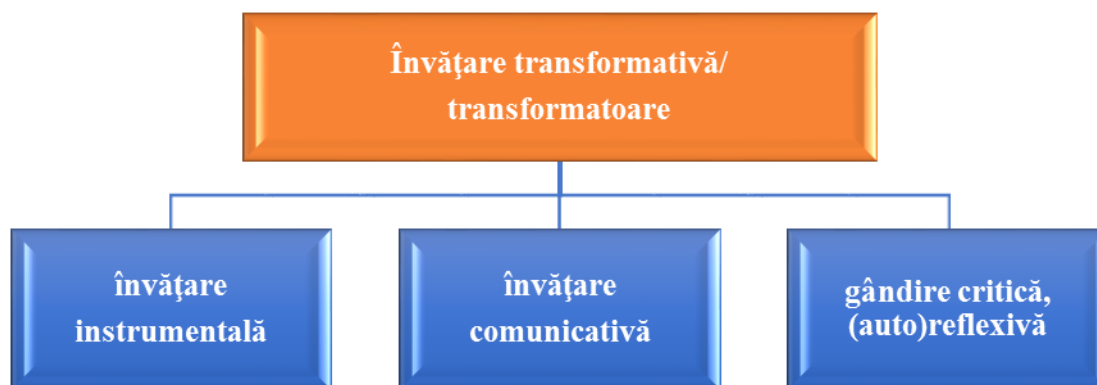 Învăţare transformativă/
transformatoare
învăţare
instrumentală
învăţare
comunicativă
gândire critică,
(auto)reflexivă